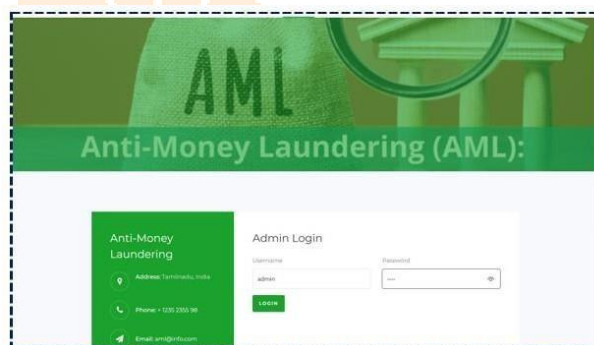 AML
Anti-Money Laundering (AML):
Anti-Money
Laundering
Admin Login
Username
Password
Address: Tamilnadu, India
admin
LOGIN
Phone: + 1235 2355 98
Email: aml@info.com